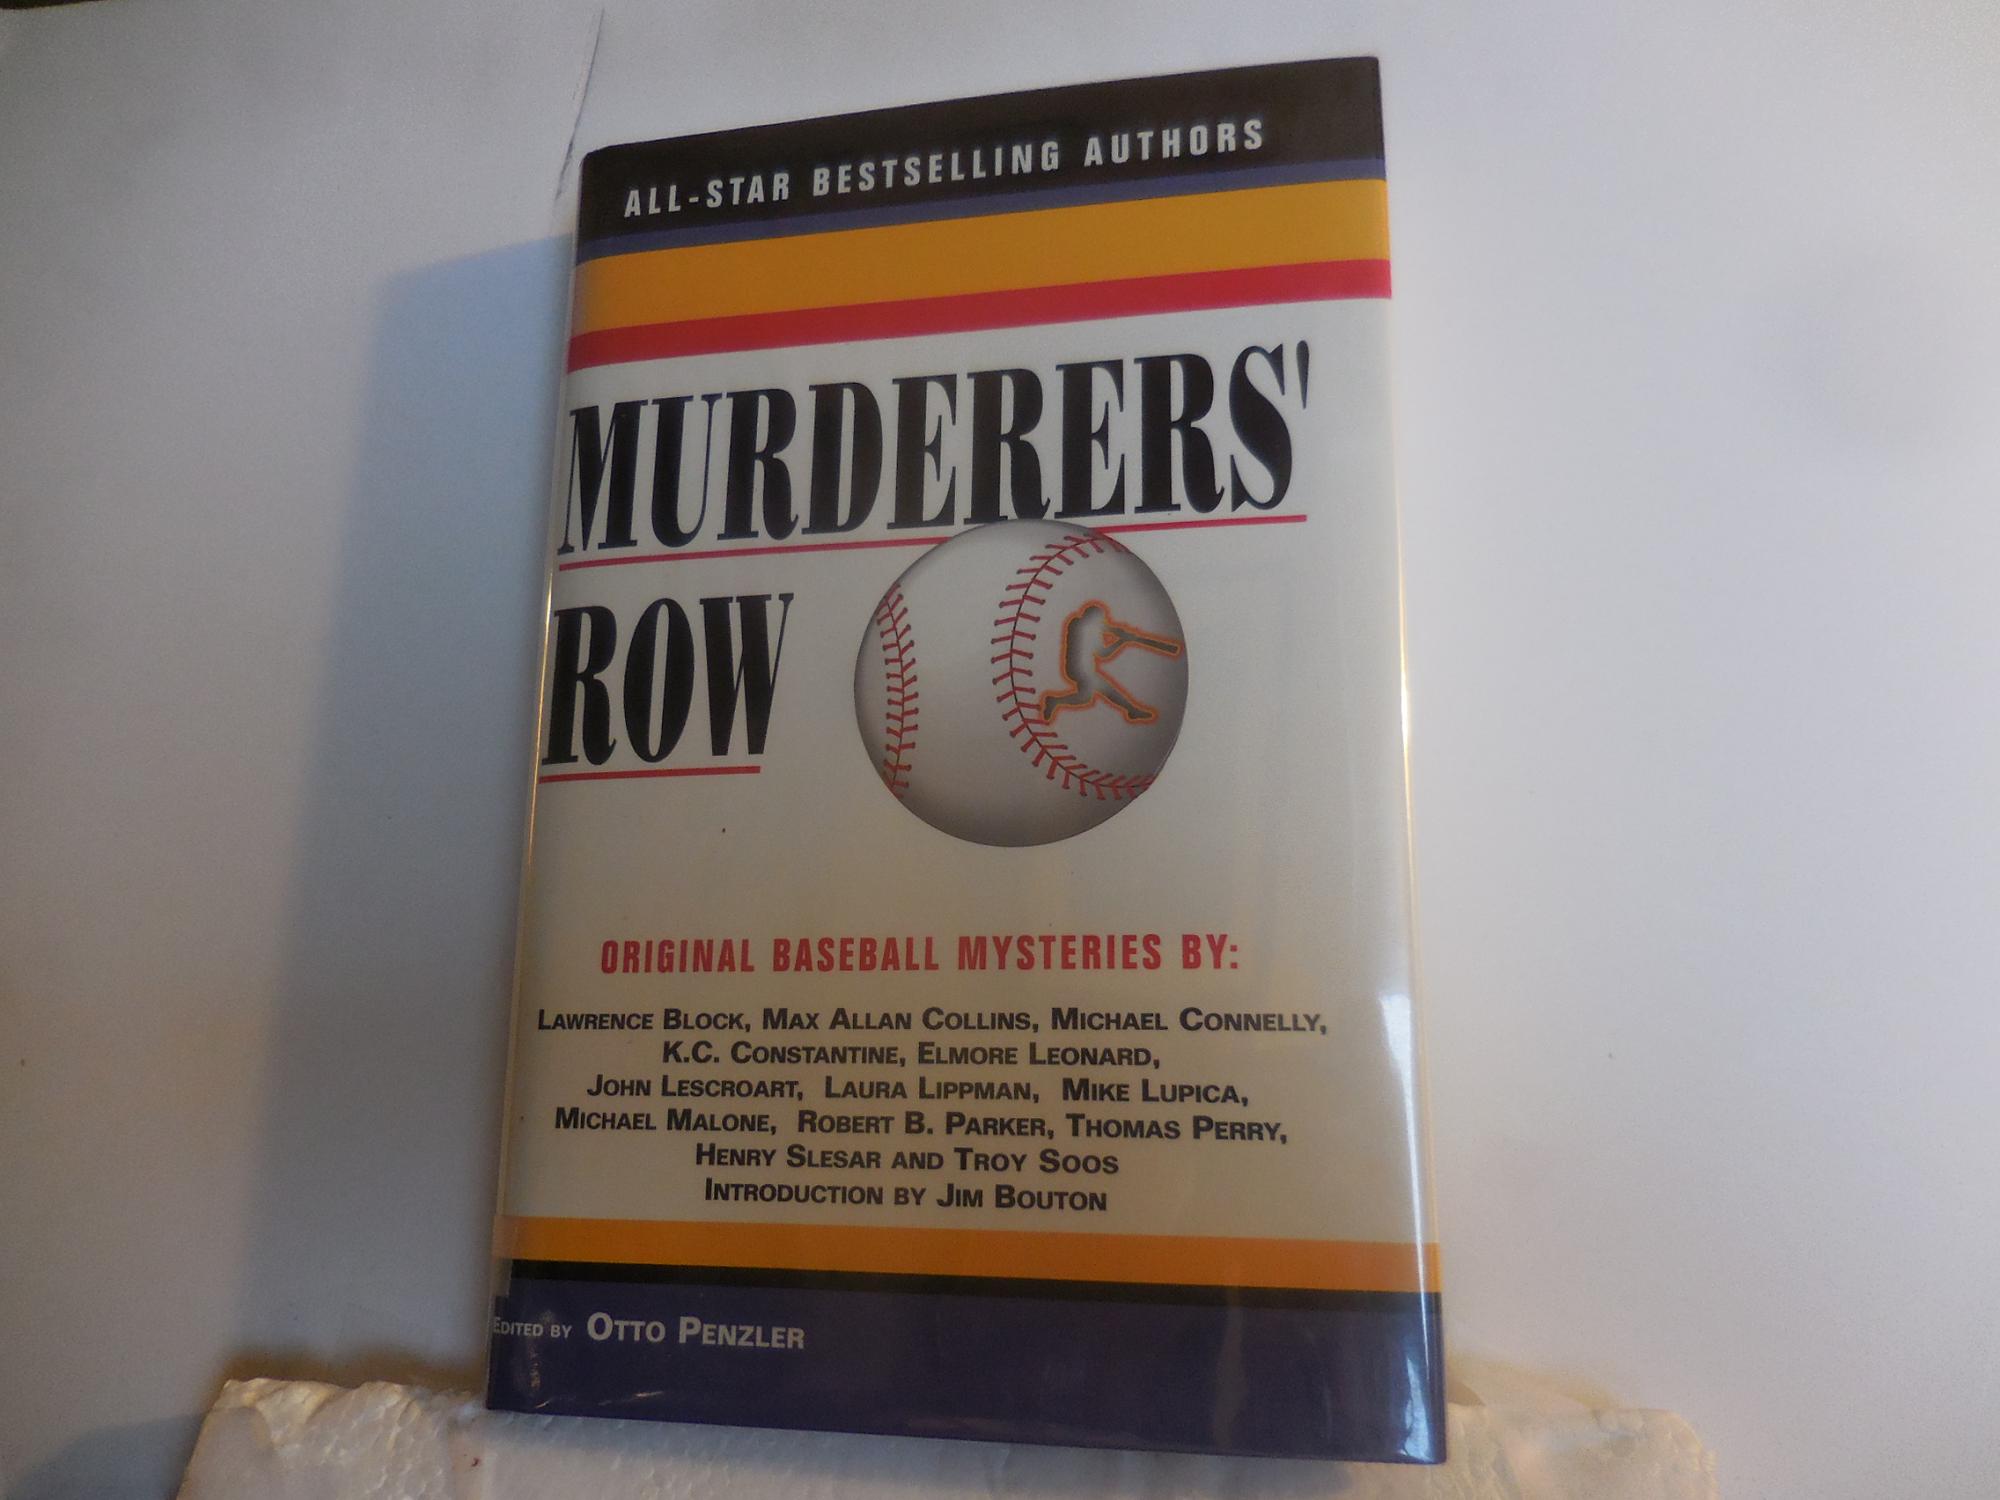 ALL-STAR BESTSELLING AUTHORS
MURDERERS'
ROW
ORIGINAL BASEBALL MYSTERIES BY:
LAWRENCE BLOCK, MAX ALLAN COLLINS, MICHAEL CONNELLY,
K.C. CONSTANTINE, ELMORE LEONARD,
JOHN LESCROART, LAURA LIPPMAN, MIKE LUPICA,
MICHAEL MALONE, ROBERT B. PARKER, THOMAS PERRY,
HENRY SLESAR AND TROY SOOS
INTRODUCTION BY JIM BOUTON
EDITED BY OTTO PENZLER